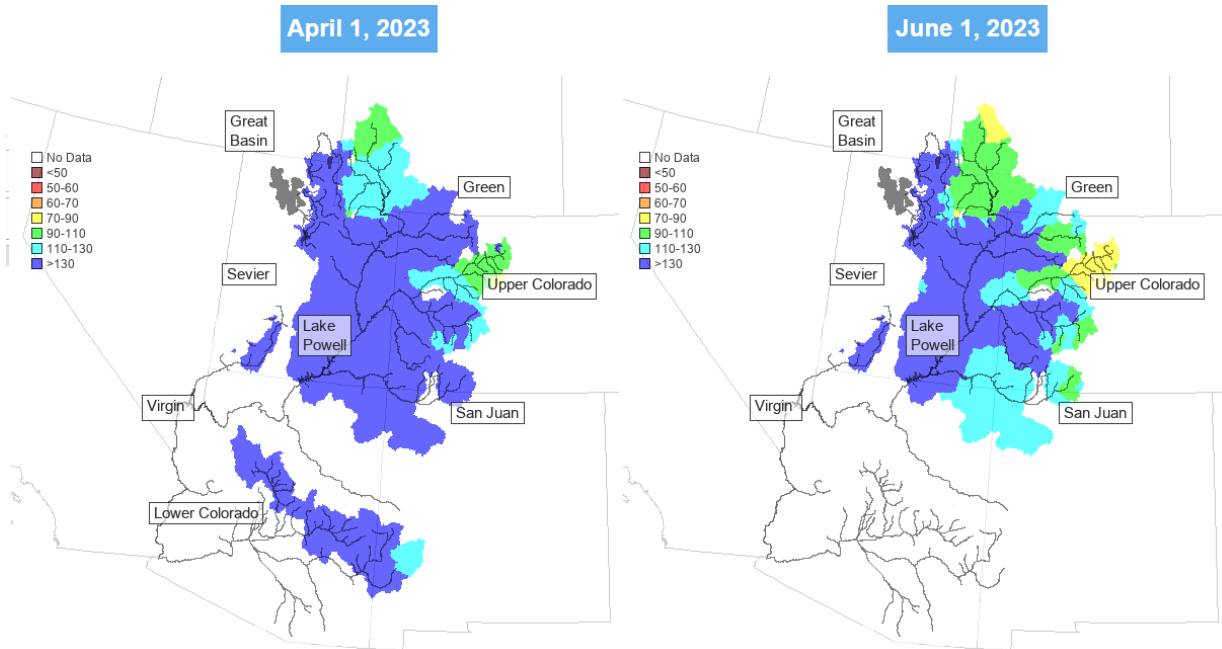 April 1, 2023
Great
Basin
No Data
<50
50-60
60-70
70-90
90-110
110-130
>130
Green
Sevier
Upper Colorado
Lake
Powell
Virgin
San Juan
Lower Colorado
June 1, 2023
Great
Basin
No Data
<50
50-60
60-70
70-90
90-110
110-130
>130
Green
Sevier
Upper Colorado
Lake
Powell
Virgin
San Juan